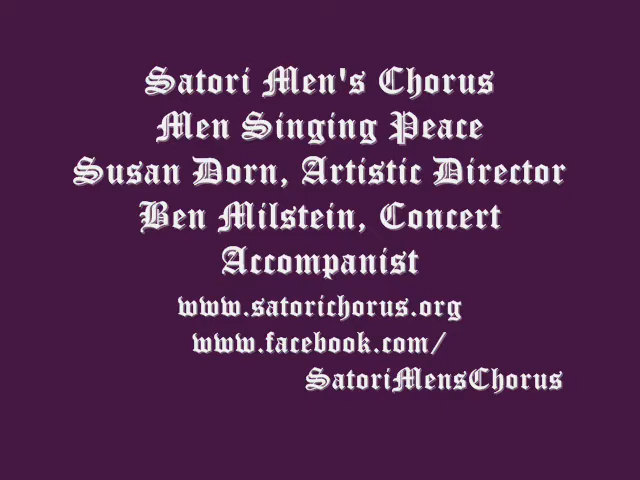 Satori Men's Chorus
Men Singing Peace
Susan Dorn, Artistic Director
Ben Milstein, Concert
Accompanist
www.satorichorus.org
www.facebook.com/
SatoriMensChorus